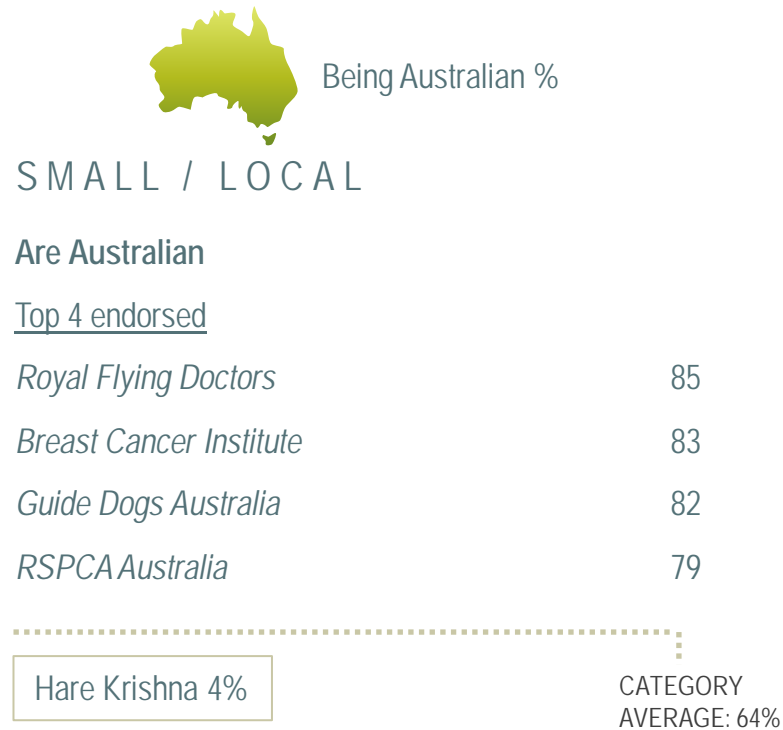 Being Australian %
SMALL / LOCAL
Are Australian
Top 4 endorsed
Royal Flying Doctors 85
Breast Cancer Institute 83
Guide Dogs Australia 82
RSPCA Australia 79
Hare Krishna 4%
CATEGORY
AVERAGE: 64%